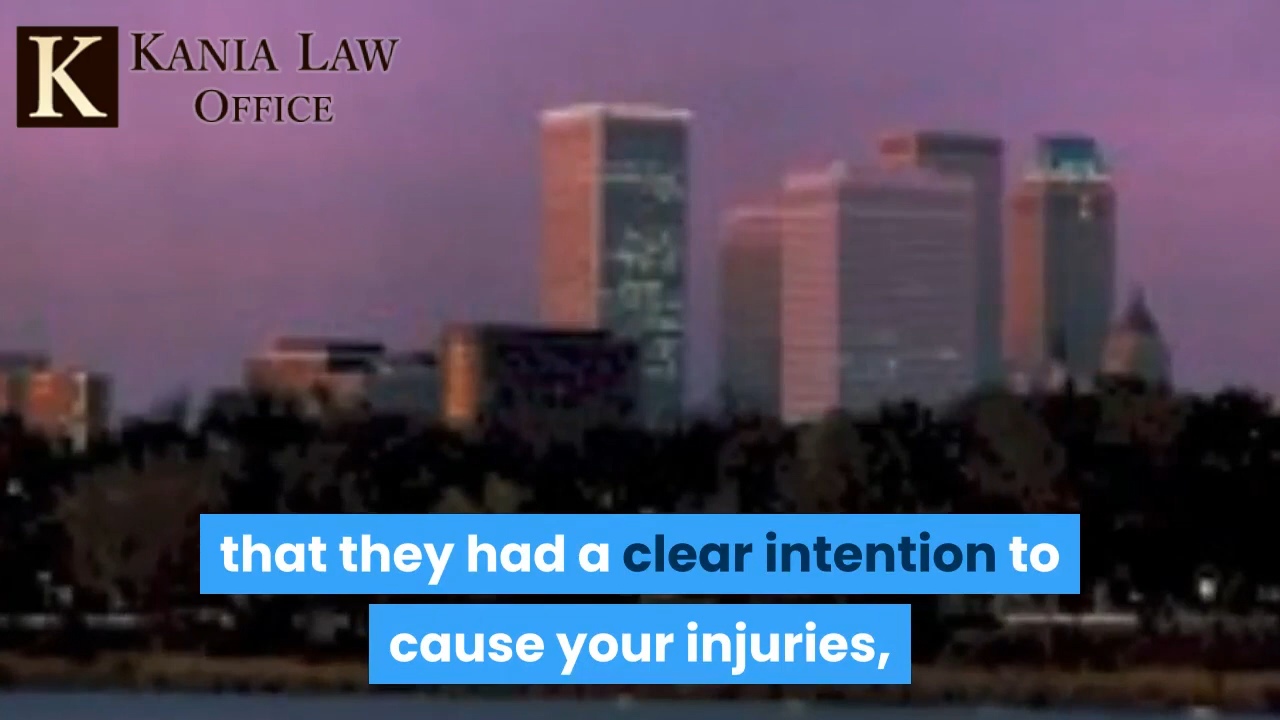 K
KANIA LAW
OFFICE
that they had a clear intention to
cause your injuries,